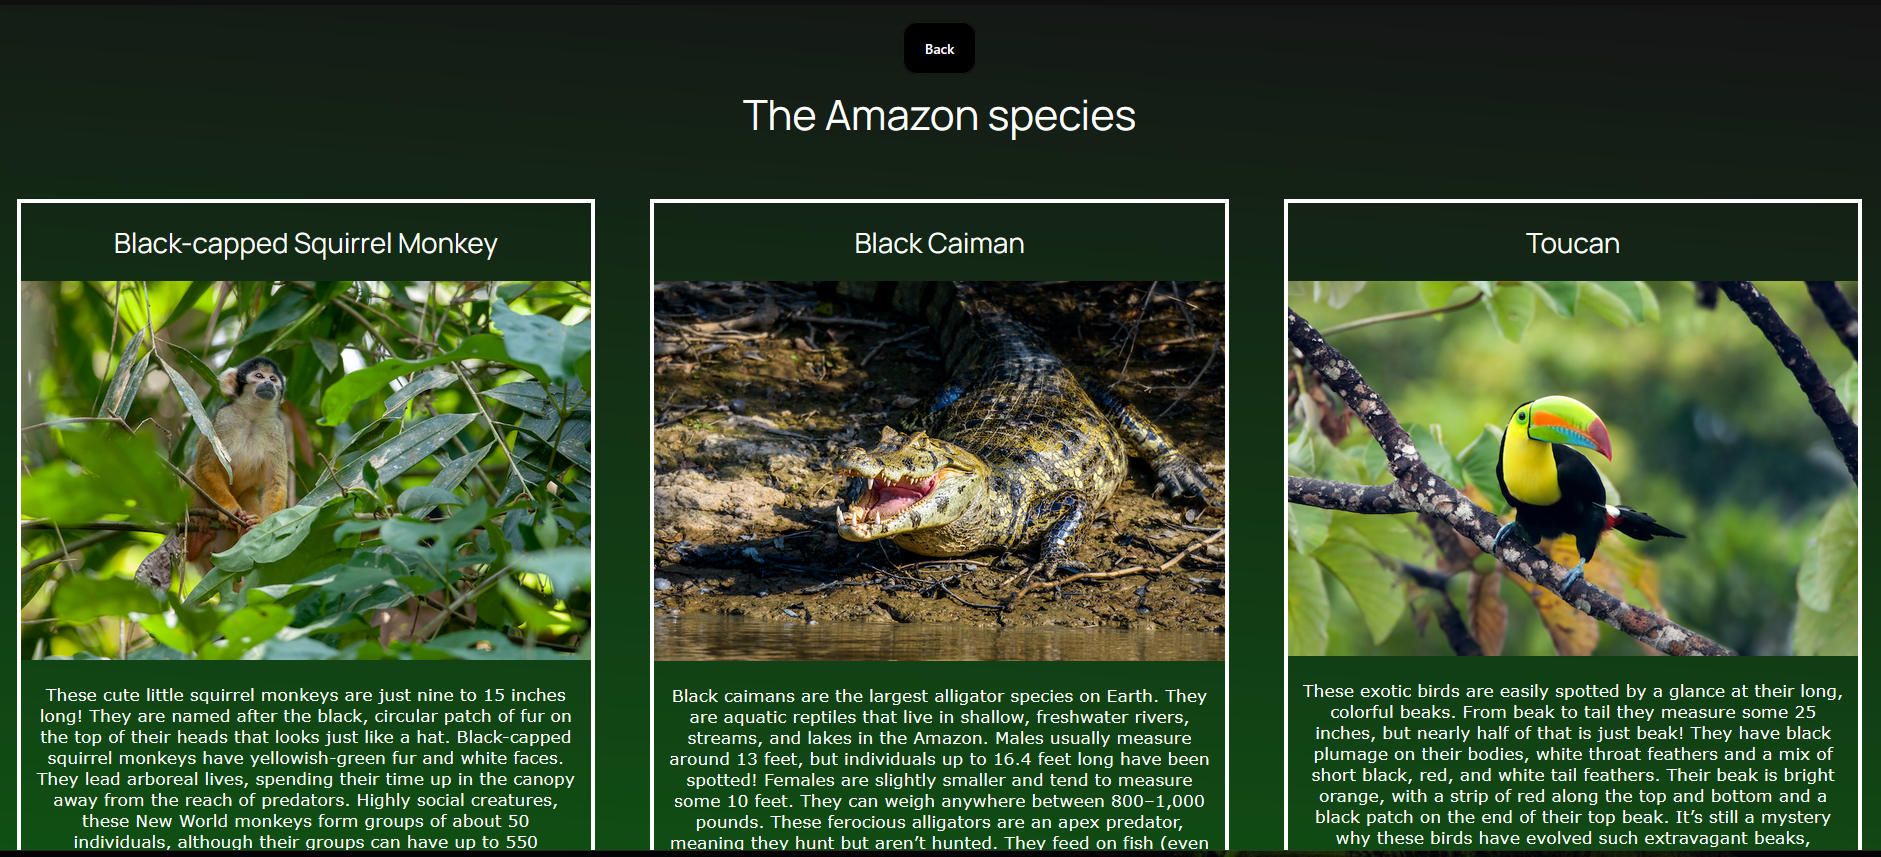 Back
The Amazon species
Black-capped Squirrel Monkey
These cute little squirrel monkeys are just nine to 15 inches
long! They are named after the black, circular patch of fur on
the top of their heads that looks just like a hat. Black-capped
squirrel monkeys have yellowish-green fur and white faces.
They lead arboreal lives, spending their time up in the canopy
away from the reach of predators. Highly social creatures,
these New World monkeys form groups of about 50
individuals, although their groups can have up to 550
Black Caiman
Black caimans are the largest alligator species on Earth. They
are aquatic reptiles that live in shallow, freshwater rivers,
streams, and lakes in the Amazon. Males usually measure
around 13 feet, but individuals up to 16.4 feet long have been
spotted! Females are slightly smaller and tend to measure
some 10 feet. They can weigh anywhere between 800–1,000
pounds. These ferocious alligators are an apex predator,
meaning they hunt but aren’t hunted. They feed on fish (even
Toucan
These exotic birds are easily spotted by a glance at their long,
colorful beaks. From beak to tail they measure some 25
inches, but nearly half of that is just beak! They have black
plumage on their bodies, white throat feathers and a mix of
short black, red, and white tail feathers. Their beak is bright
orange, with a strip of red along the top and bottom and a
black patch on the end of their top beak. It’s still a mystery
why these birds have evolved such extravagant beaks,